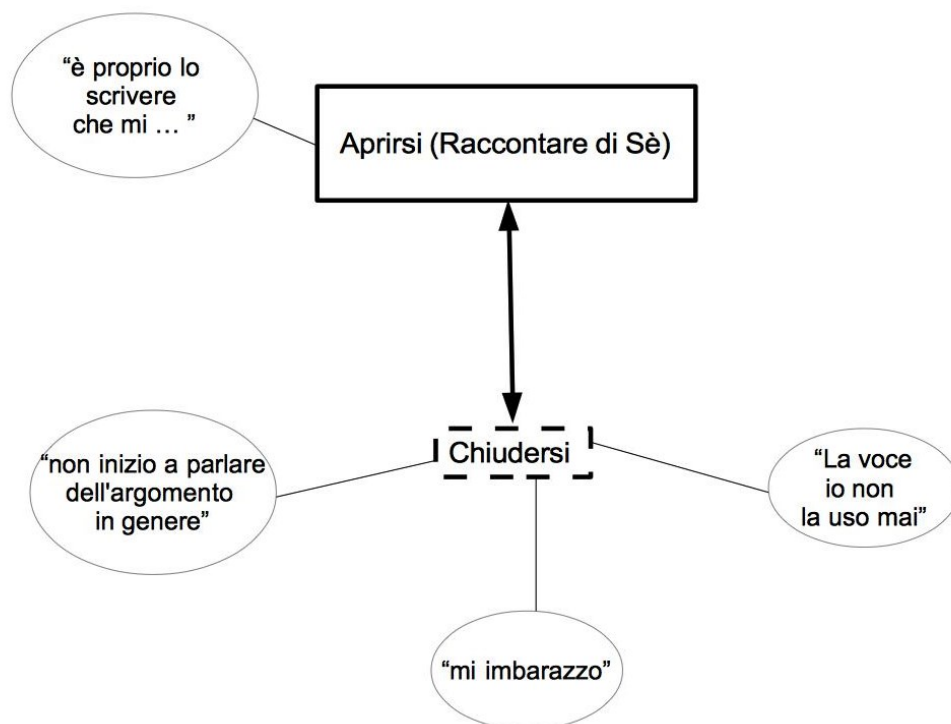 “è proprio lo
scrivere
che mi ... ”
Aprirsi (Raccontare di Sè)
Chiudersi
“non inizio a parlare
dell'argomento
in genere”
“La voce
io non
la uso mai”
“mi imbarazzo”